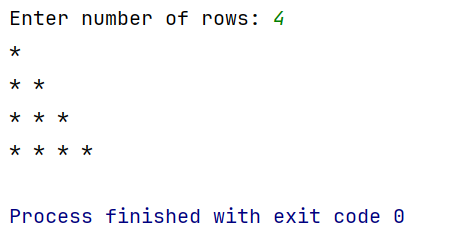 Enter number of rows: 4
*
* *
* * *
* * * *
Process finished with exit code 0